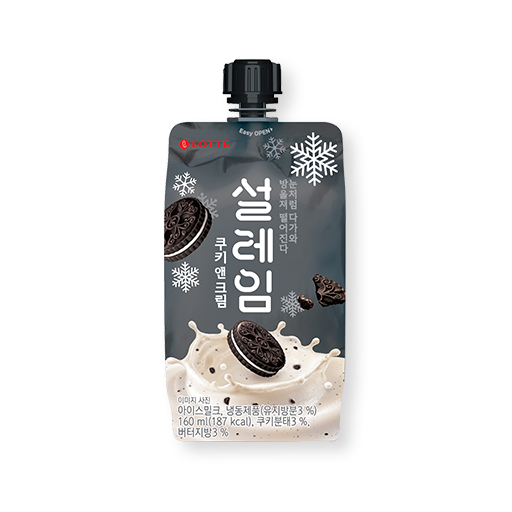 Easy OPEN
LOTTE
설레임
쿠키 앤 크림
눈처럼 다가와
방울져 떨어진다
이미지 사진
아이스밀크, 냉동제품(유지방분3 %)
160 ml(187 kcal), 쿠키분태3 %,
버터지방3 %